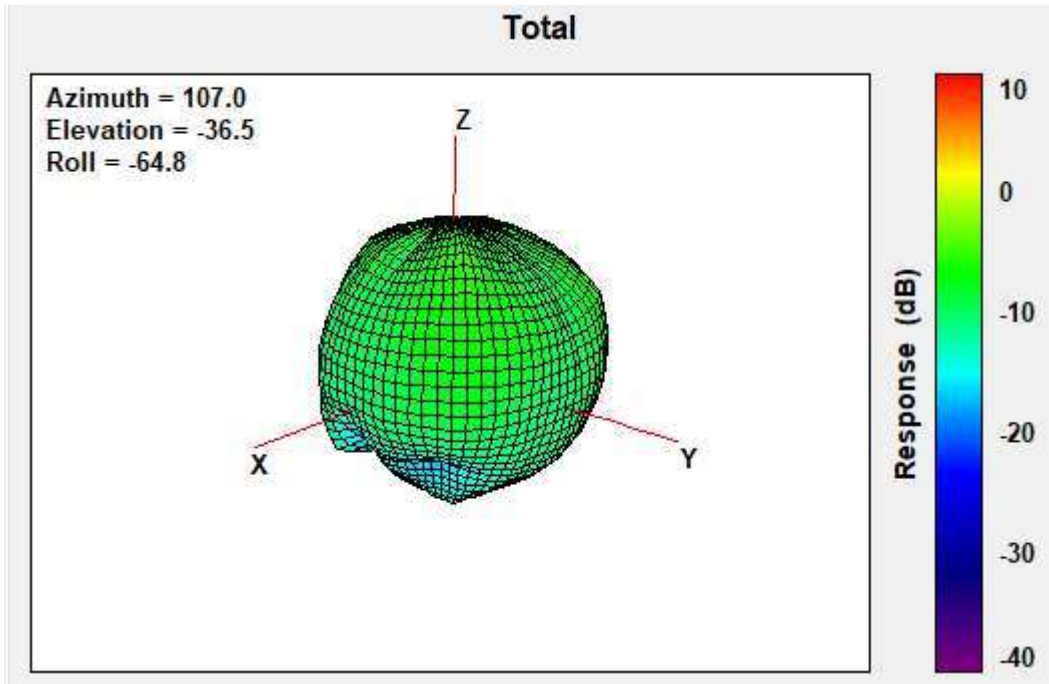 Total
Azimuth = 107.0
Elevation = -36.5
Roll = -64.8
Z
X
Y
Response (dB)
10
0
-10
-20
-30
-40